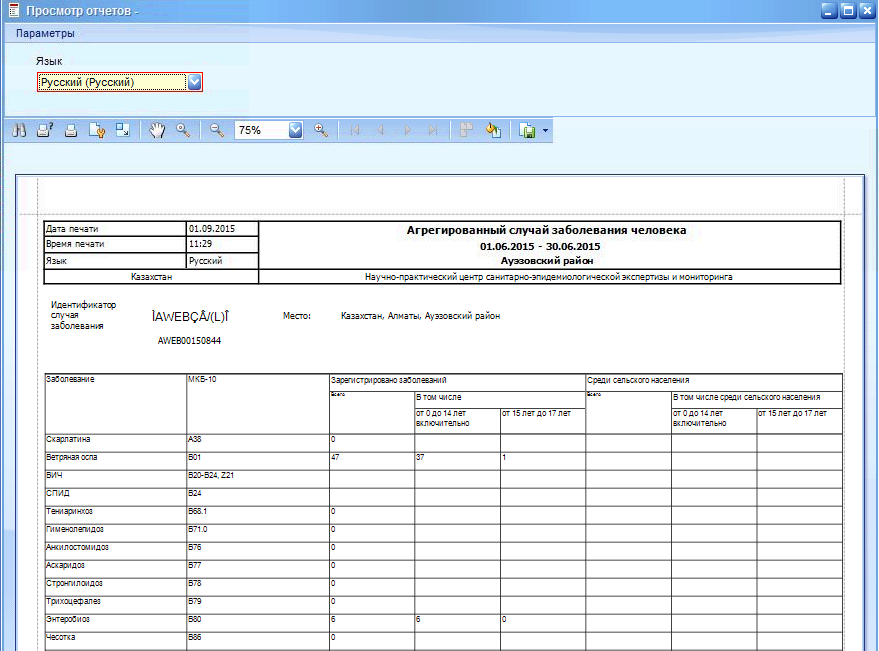 Просмотр отчетов -
Параметры
Язык
Русский (Русский)
75%
Дата печати 01.09.2015
Время печати 11:29
Язык Русский
Казахстан
Агрегированный случай заболевания человека
01.06.2015 - 30.06.2015
Ауэзовский район
Научно-практический центр санитарно-эпидемиологической экспертизы и мониторинга
Идентификатор
случая
заболевания
ÌAWEBÇÅ/(L)Î
AWEB00150844
Место: Казахстан, Алматы, Ауэзовский район
Заболевание МКБ-10 Зарегистрировано заболеваний Среди сельского населения
Всего В том числе Всего В том числе среди сельского населения
от 0 до 14 лет включительно от 15 лет до 17 лет от 0 до 14 лет включительно от 15 лет до 17 лет
Скарлатина A38 0
Ветряная оспа B01 47 37 1
ВИЧ B20-B24, Z21
СПИД B24
Тениаринхоз B68.1 0
Гименолепидоз B71.0 0
Анкилостомидоз B76 0
Аскаридоз B77 0
Стронгилоидоз B78 0
Трихоцефалез B79 0
Энтеробиоз B80 6 6 0
Чесотка B86 0